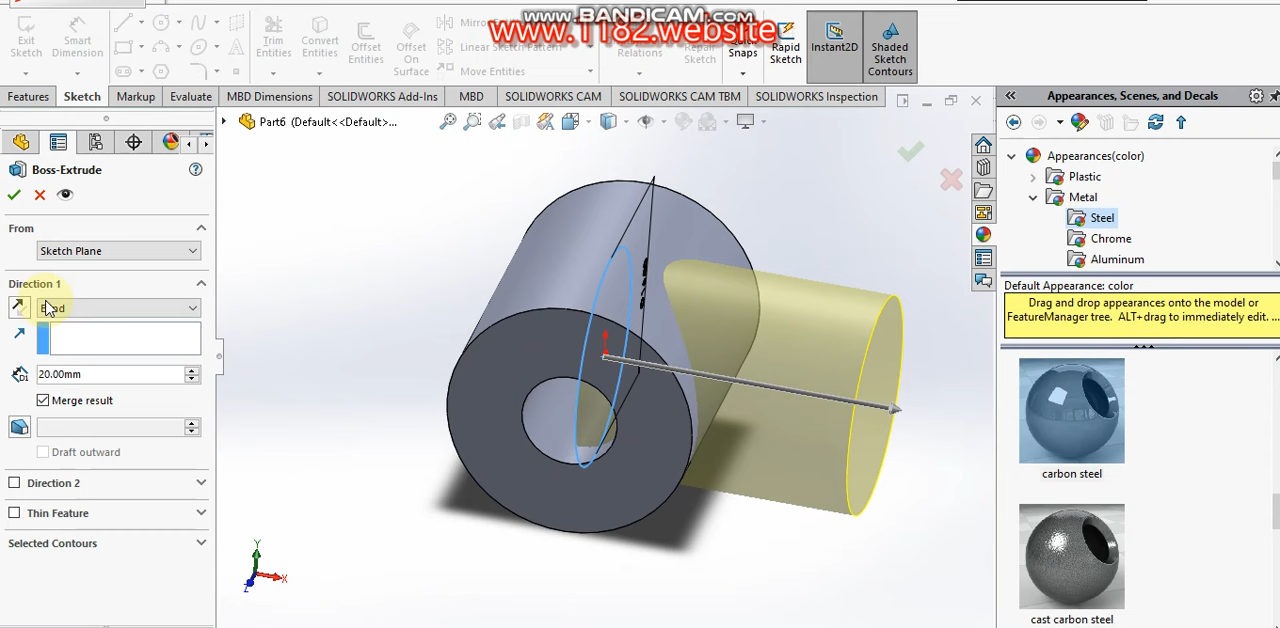 www.BANDICAM.com
www.1182.website
Exit Sketch
Smart Dimension
Trim Entities
Convert Entities
Offset Entities
Offset On Surface
Mirror
Linear Sketch Pattern
Move Entities
Relations
Repair Sketch
Quick Snaps
Rapid Sketch
Instant2D
Shaded Sketch Contours
Features
Sketch
Markup
Evaluate
MBD Dimensions
SOLIDWORKS Add-Ins
MBD
SOLIDWORKS CAM
SOLIDWORKS CAM TBM
SOLIDWORKS Inspection
Part6 (Default<<Default>...
Boss-Extrude
From
Sketch Plane
Direction 1
20.00mm
Merge result
Draft outward
Direction 2
Thin Feature
Selected Contours
Y
X
Z
Appearances, Scenes, and Decals
Appearances(color)
Plastic
Metal
Steel
Chrome
Aluminum
Default Appearance: color
Drag and drop appearances onto the model or
FeatureManager tree. ALT+drag to immediately edit. ...
carbon steel
cast carbon steel